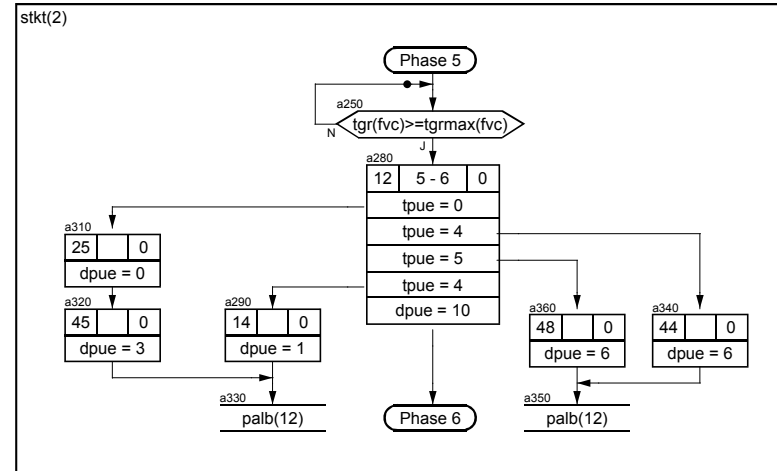 stkt(2)
Phase 5
a250
tgr(fvc)>=tgrmax(fvc)
N
J
a280
12 5 - 6 0
tpue = 0
tpue = 4
tpue = 5
tpue = 4
dpue = 10
a310
25 0
dpue = 0
a320
45 0
dpue = 3
a290
14 0
dpue = 1
a360
48 0
dpue = 6
a340
44 0
dpue = 6
a330
palb(12)
Phase 6
a350
palb(12)